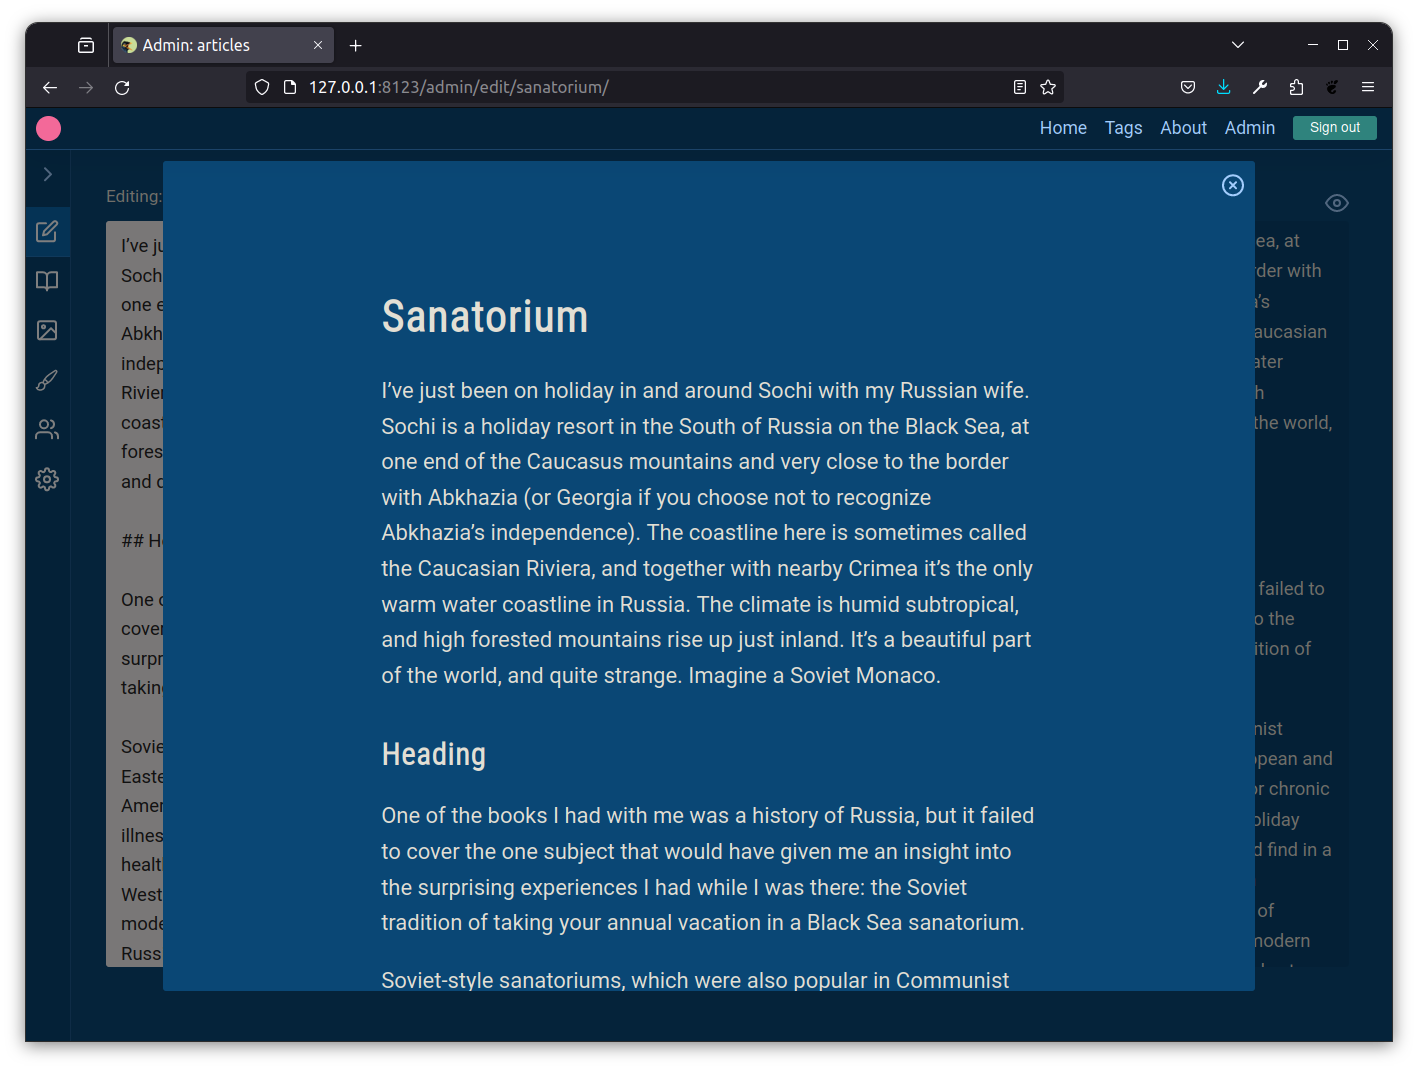 Admin: articles
127.0.0.1:8123/admin/edit/sanatorium/
Home Tags About Admin Sign out
Editing:
I’ve ju
Soch
one e
Abkh
indep
Rivier
coast
fores
and c
## He
One o
cover
surpr
taking
Sovie
Easte
Amer
illnes
healt
West
mode
Russ
Sanatorium
I’ve just been on holiday in and around Sochi with my Russian wife.
Sochi is a holiday resort in the South of Russia on the Black Sea, at
one end of the Caucasus mountains and very close to the border
with Abkhazia (or Georgia if you choose not to recognize
Abkhazia’s independence). The coastline here is sometimes called
the Caucasian Riviera, and together with nearby Crimea it’s the only
warm water coastline in Russia. The climate is humid subtropical,
and high forested mountains rise up just inland. It’s a beautiful part
of the world, and quite strange. Imagine a Soviet Monaco.
Heading
One of the books I had with me was a history of Russia, but it failed
to cover the one subject that would have given me an insight into
the surprising experiences I had while I was there: the Soviet
tradition of taking your annual vacation in a Black Sea sanatorium.
Soviet-style sanatoriums, which were also popular in Communist
ea, at
rder with
a’s
aucasian
ater
h
the world,
failed to
o the
ition of
nist
opean and
or chronic
oliday
d find in a
of
modern